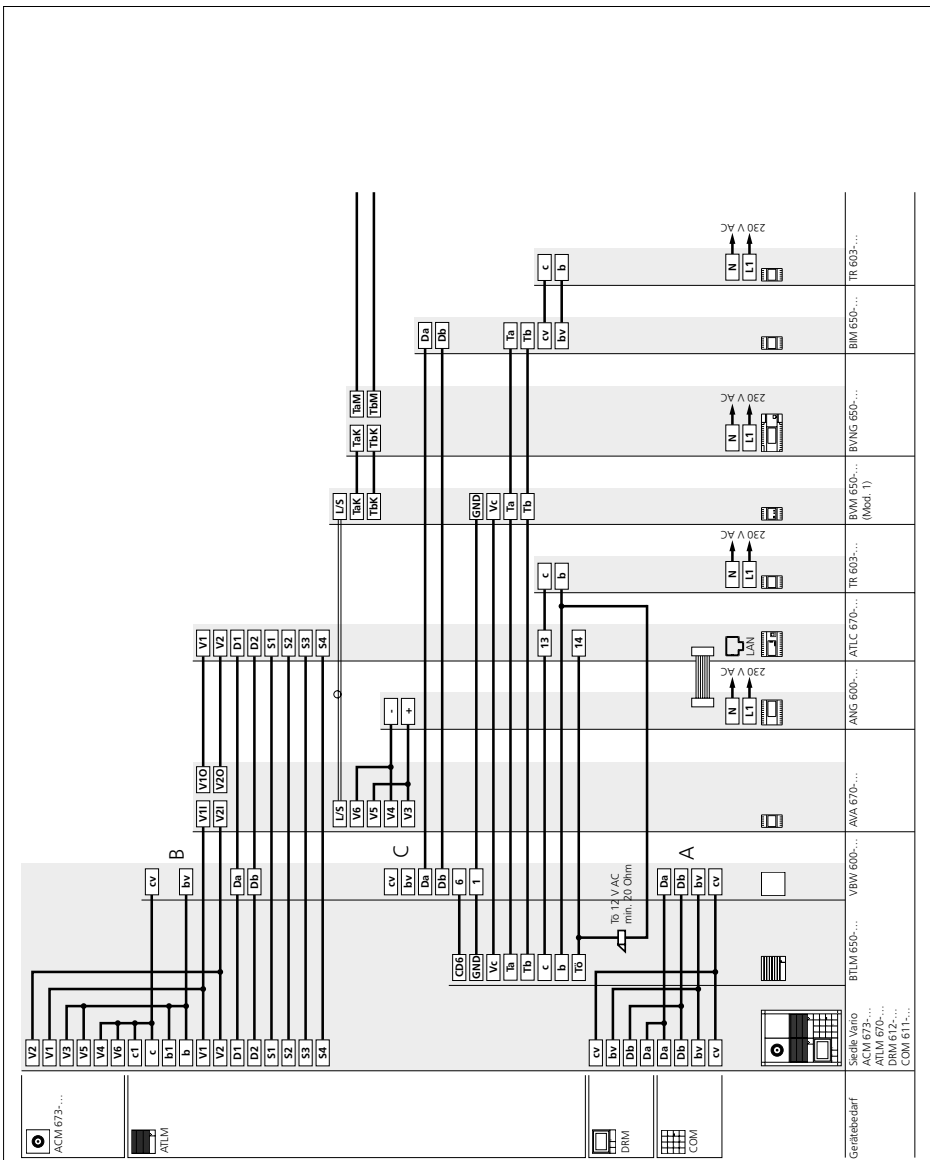 V2
V1
ACM 673-...
V3
V5
V4
V6
c1
c cv
ATLM
b1
B
b bv
V1 V1I V1O V1
V2 V2I V2O V2
D1 Da D1
D2 Db D2
S1 S1
S2 S2
S3 S3
S4 S4
L/S L/S
V6 TaK TaK TaM
V5 TbK TbK TbM
cv V4 -
C
bv V3 +
Da Da
Db Db
CD6 6
GND 1 GND
Vc Vc
Ta Ta Ta
Tb Tb Tb
c 13 c cv c
b b bv b
Tö 14
cv
bv
Tö 12 V AC
min. 20 Ohm
DRM
Db
Da
Da Da
Db Db
A
COM
bv bv
cv cv
230 V AC
230 V AC
230 V AC
230 V AC
N N N N
L1 L1 L1 L1
LAN
Gerätebedarf
Siedle Vario
ACM 673-...
ATLM 670-...
DRM 612-...
COM 611-...
BTLM 650-...
VBW 600-...
AVA 670-...
ANG 600-...
ATLC 670-...
TR 603-...
BVM 650-...
(Mod. 1)
BVNG 650-...
BIM 650-...
TR 603-...